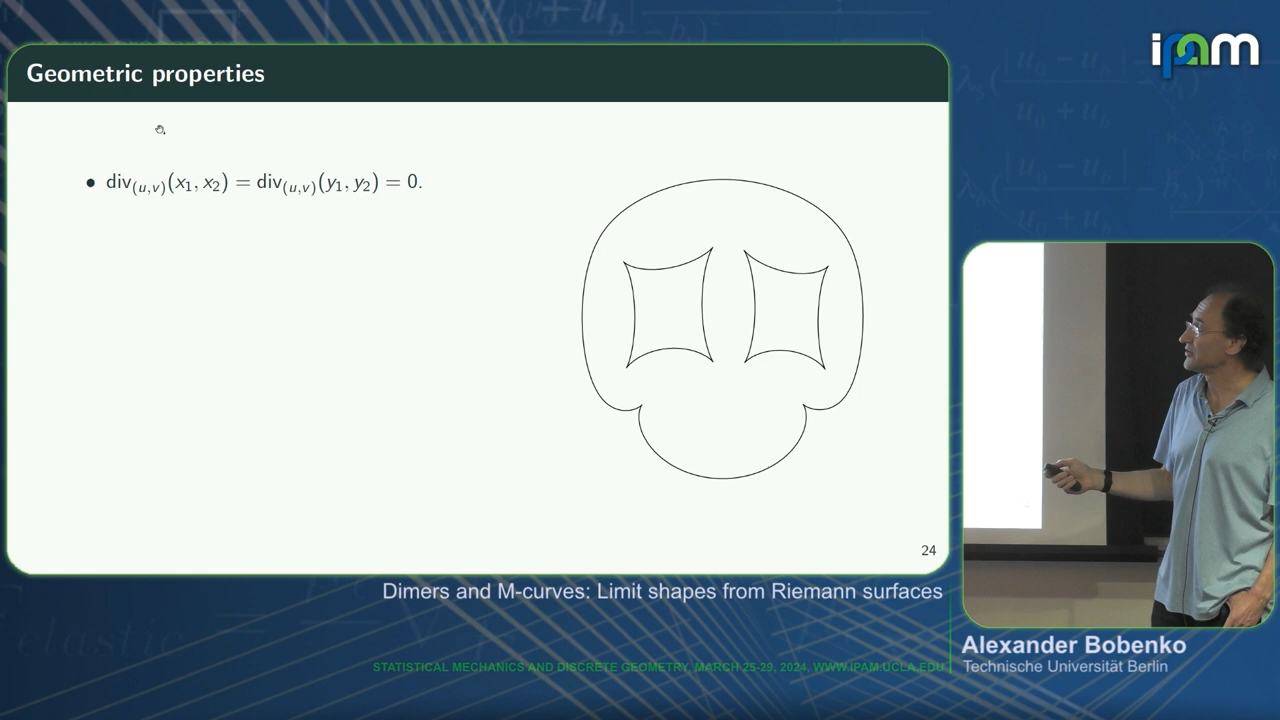 ipam
Geometric properties
• div(u,v)(x1, x2) = div(u,v)(y1, y2) = 0.
24
Dimers and M-curves: Limit shapes from Riemann surfaces
Alexander Bobenko
Technische Universität Berlin
STATISTICAL MECHANICS AND DISCRETE GEOMETRY, MARCH 25-29, 2024, WWW.IPAM.UCLA.EDU
elastic